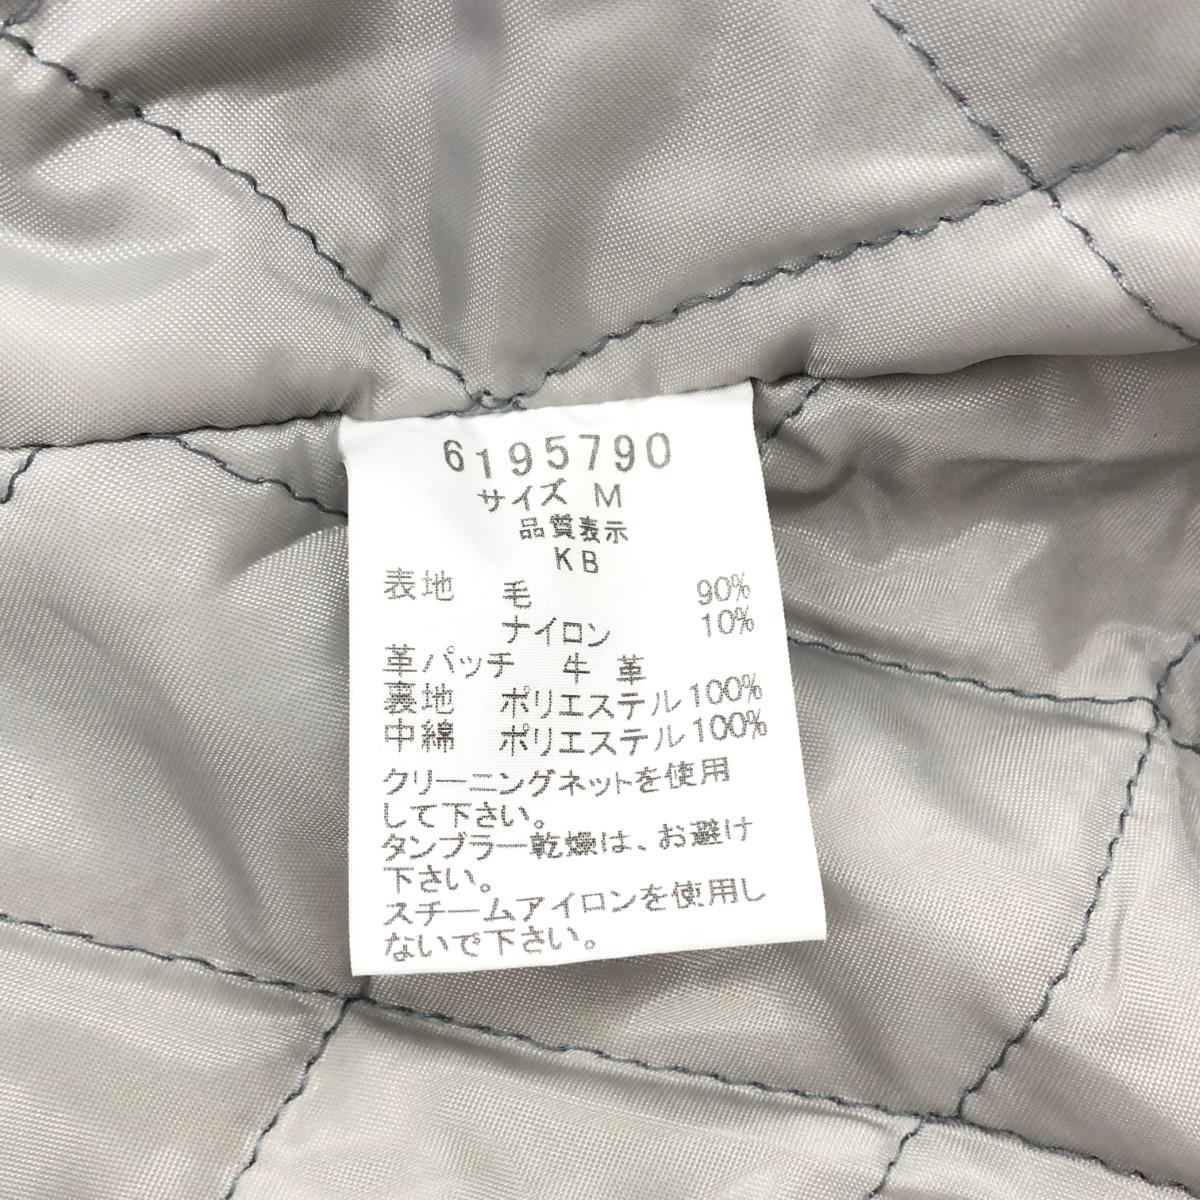 6195790
サイズ M
品質表示
KB
表地 毛 90%
ナイロン 10%
革パッチ 牛 革
裏地 ポリエステル 100%
中綿 ポリエステル 100%
クリーニングネットを使用
して下さい。
タンブラー乾燥は、お避け
下さい。
スチームアイロンを使用し
ないで下さい。